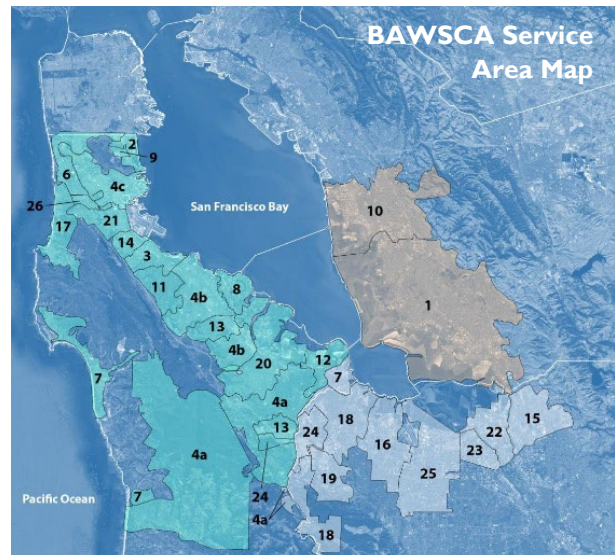 BAWSCA Service
Area Map
2
9
6
4c
26
San Francisco Bay
10
17
21
14
3
11
4b
8
1
13
4b
20
12
7
7
4a
15
13
24
18
22
4a
16
23
25
19
24
7
Pacific Ocean
4a
18